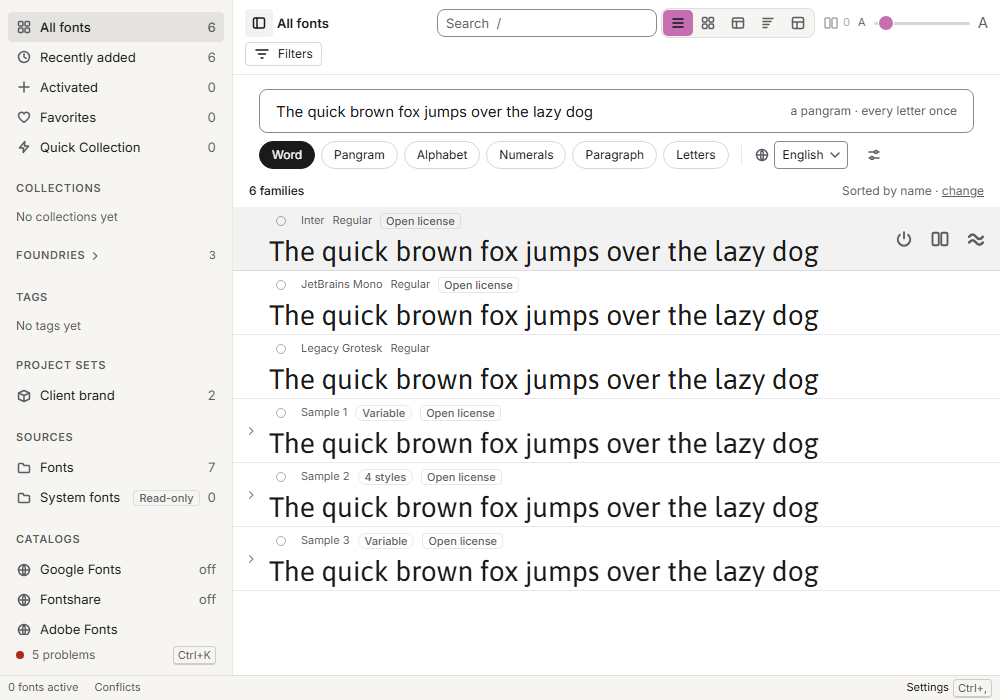 All fonts 6
Recently added 6
Activated 0
Favorites 0
Quick Collection 0
COLLECTIONS
No collections yet
FOUNDRIES 3
TAGS
No tags yet
PROJECT SETS
Client brand 2
SOURCES
Fonts 7
System fonts Read-only 0
CATALOGS
Google Fonts off
Fontshare off
Adobe Fonts
5 problems Ctrl+K
All fonts
Search /
0 A A
Filters
The quick brown fox jumps over the lazy dog
a pangram · every letter once
Word Pangram Alphabet Numerals Paragraph Letters English
6 families
Sorted by name · change
Inter Regular Open license
The quick brown fox jumps over the lazy dog
JetBrains Mono Regular Open license
The quick brown fox jumps over the lazy dog
Legacy Grotesk Regular
The quick brown fox jumps over the lazy dog
Sample 1 Variable Open license
The quick brown fox jumps over the lazy dog
Sample 2 4 styles Open license
The quick brown fox jumps over the lazy dog
Sample 3 Variable Open license
The quick brown fox jumps over the lazy dog
0 fonts active Conflicts
Settings Ctrl+,